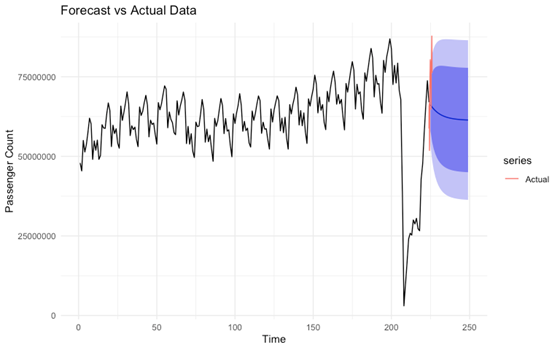 Forecast vs Actual Data
Passenger Count
75000000
50000000
25000000
0
0
50
100
150
200
250
Time
series
Actual